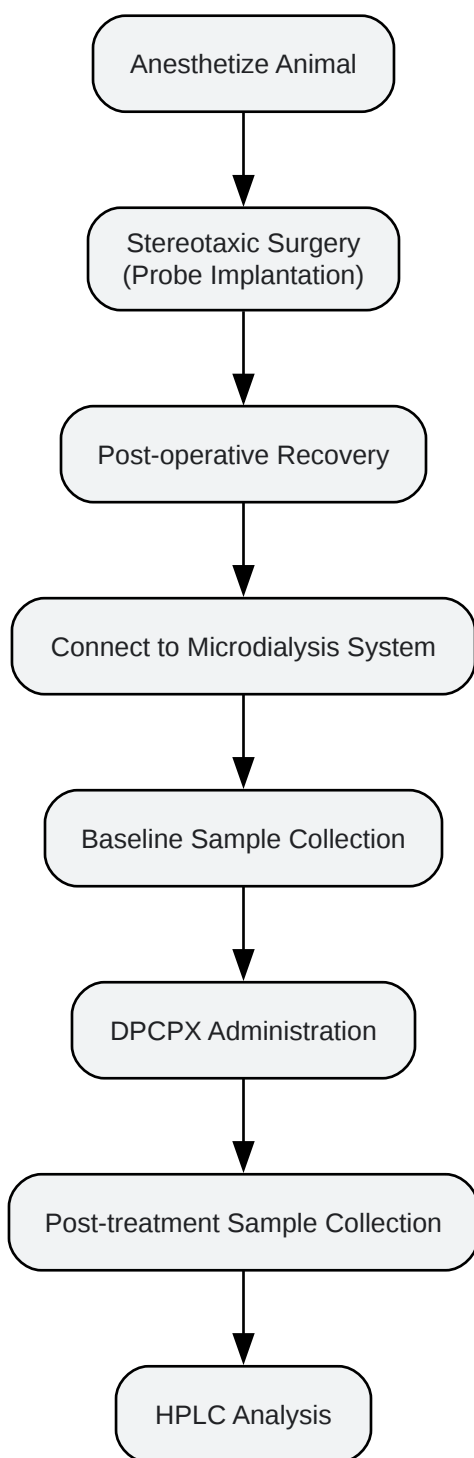 Anesthetize Animal
Stereotaxic Surgery
(Probe Implantation)
Post-operative Recovery
Connect to Microdialysis System
Baseline Sample Collection
DPCPX Administration
Post-treatment Sample Collection
HPLC Analysis